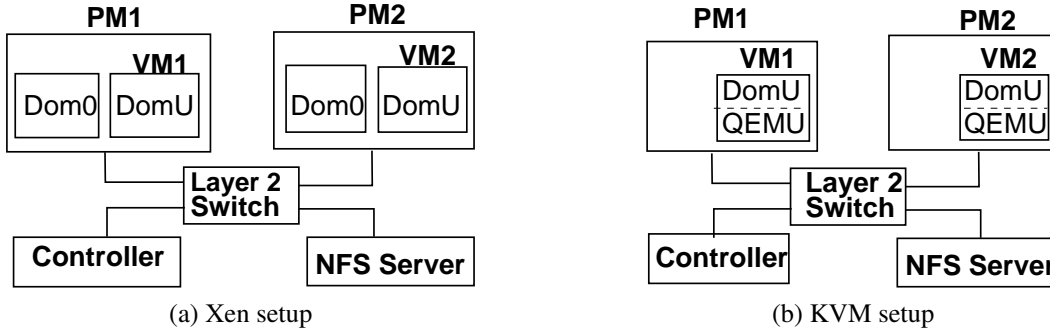 PM1
VM1
Dom0
DomU
PM2
VM2
Dom0
DomU
Layer 2
Switch
Controller
NFS Server
(a) Xen setup
PM1
VM1
DomU
QEMU
PM2
VM2
DomU
QEMU
Layer 2
Switch
Controller
NFS Server
(b) KVM setup